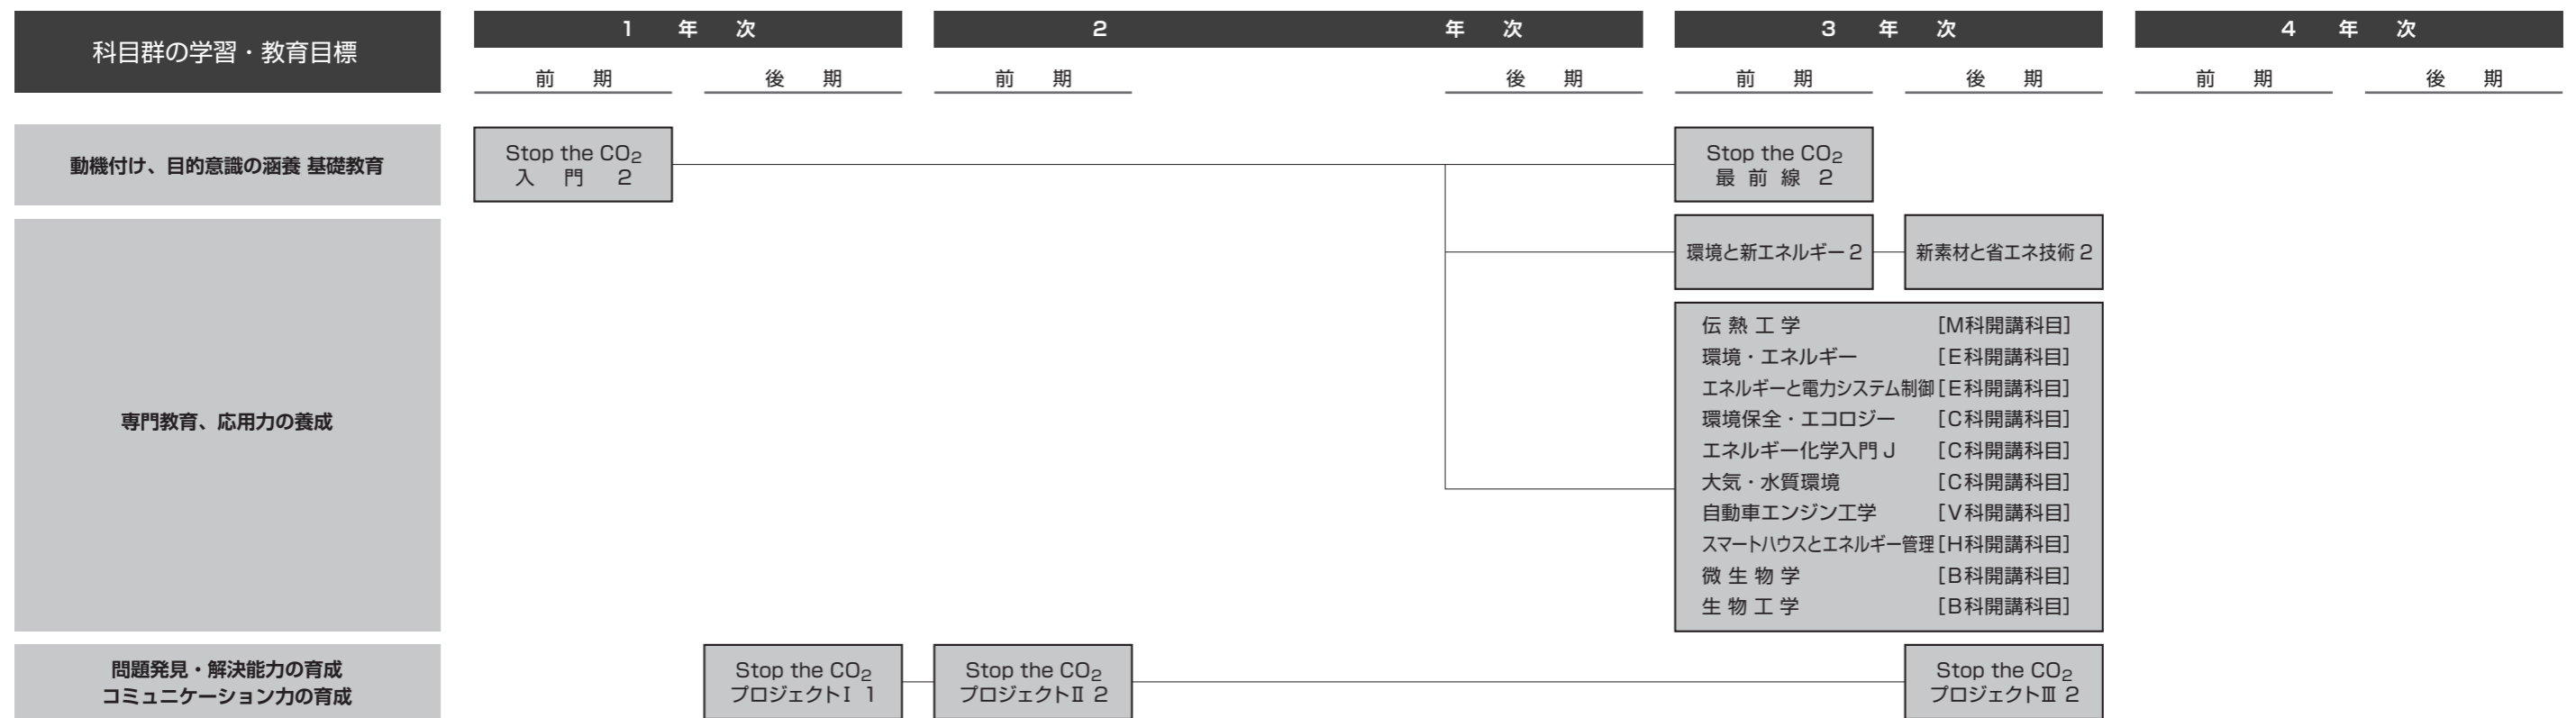 科目群の学習・教育目標
1 年 次
2 年 次
3 年 次
4 年 次
前 期
後 期
前 期
後 期
前 期
後 期
前 期
後 期
動機付け、目的意識の涵養 基礎教育
Stop the CO₂
入 門 2
Stop the CO₂
最 前 線 2
専門教育、応用力の養成
環境と新エネルギー 2
新素材と省エネ技術 2
伝 熱 工 学 [M科開講科目]
環境・エネルギー [E科開講科目]
エネルギーと電力システム制御 [E科開講科目]
環境保全・エコロジー [C科開講科目]
エネルギー化学入門 J [C科開講科目]
大気・水質環境 [C科開講科目]
自動車エンジン工学 [V科開講科目]
スマートハウスとエネルギー管理 [H科開講科目]
微 生 物 学 [B科開講科目]
生 物 工 学 [B科開講科目]
問題発見・解決能力の育成
コミュニケーション力の育成
Stop the CO₂
プロジェクトⅠ 1
Stop the CO₂
プロジェクトⅡ 2
Stop the CO₂
プロジェクトⅢ 2